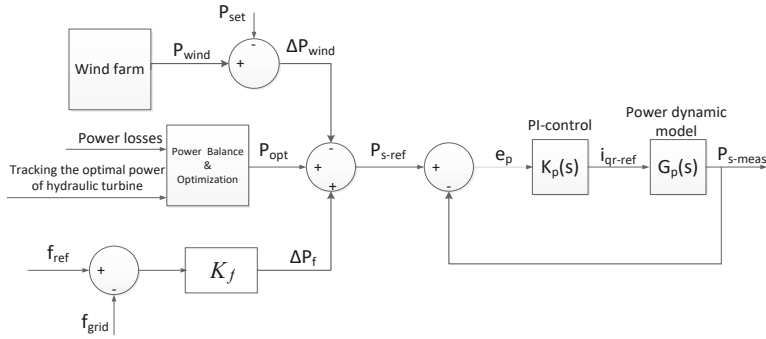 P_set
-
Wind farm
P_wind
+
ΔP_wind
Power losses
Tracking the optimal power
of hydraulic turbine
Power Balance
&
Optimization
P_opt
-
+
+
P_s-ref
+
-
e_p
PI-control
K_p(s)
i_qr-ref
Power dynamic
model
G_p(s)
P_s-meas
f_ref
+
-
f_grid
K_f
ΔP_f